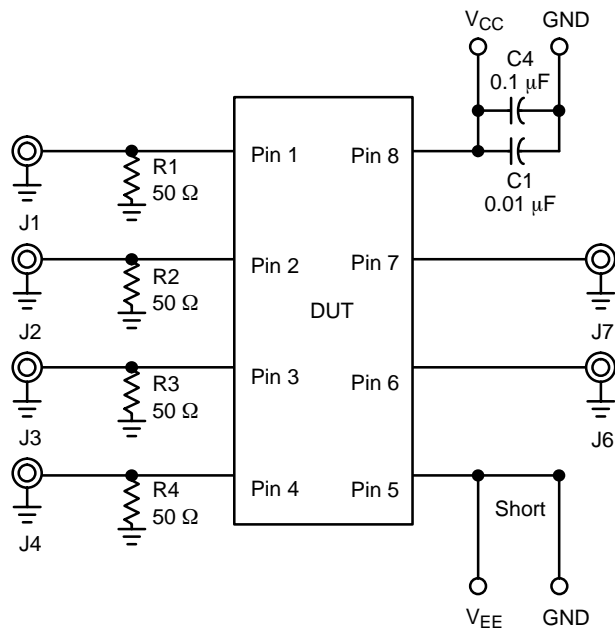 VCC GND
C4
0.1 μF
Pin 1 Pin 8
R1
50 Ω
C1
0.01 μF
J1
Pin 2 Pin 7
R2
50 Ω
DUT
J2 J7
Pin 3 Pin 6
R3
50 Ω
J3 J6
Pin 4 Pin 5
R4
50 Ω
Short
J4
VEE GND